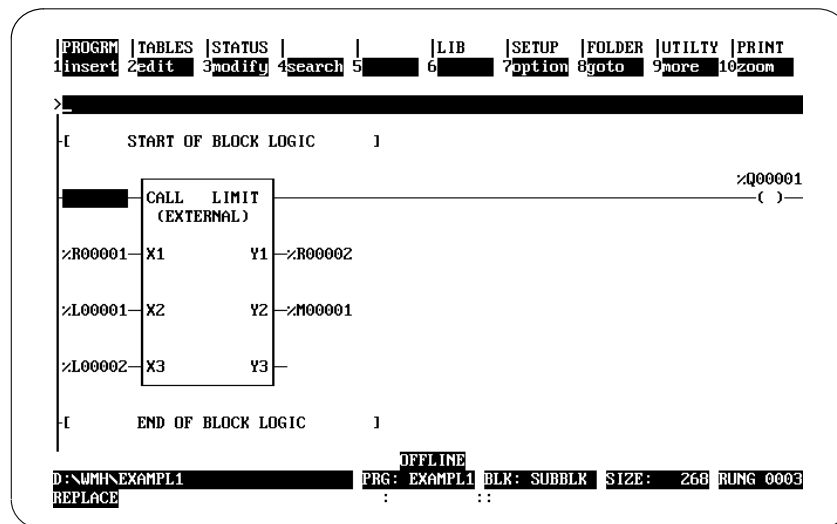 |PROGRM |TABLES |STATUS | | |LIB |SETUP |FOLDER |UTILTY |PRINT
1insert 2edit 3modify 4search 5 6 7option 8goto 9more 10zoom
>_
[ START OF BLOCK LOGIC ]
%Q00001
CALL LIMIT ( )
(EXTERNAL)
%R00001 X1 Y1 %R00002
%L00001 X2 Y2 %M00001
%L00002 X3 Y3
[ END OF BLOCK LOGIC ]
OFFLINE
D:\WMH\EXAMPL1 PRG: EXAMPL1 BLK: SUBBLK SIZE: 268 RUNG 0003
REPLACE : ::